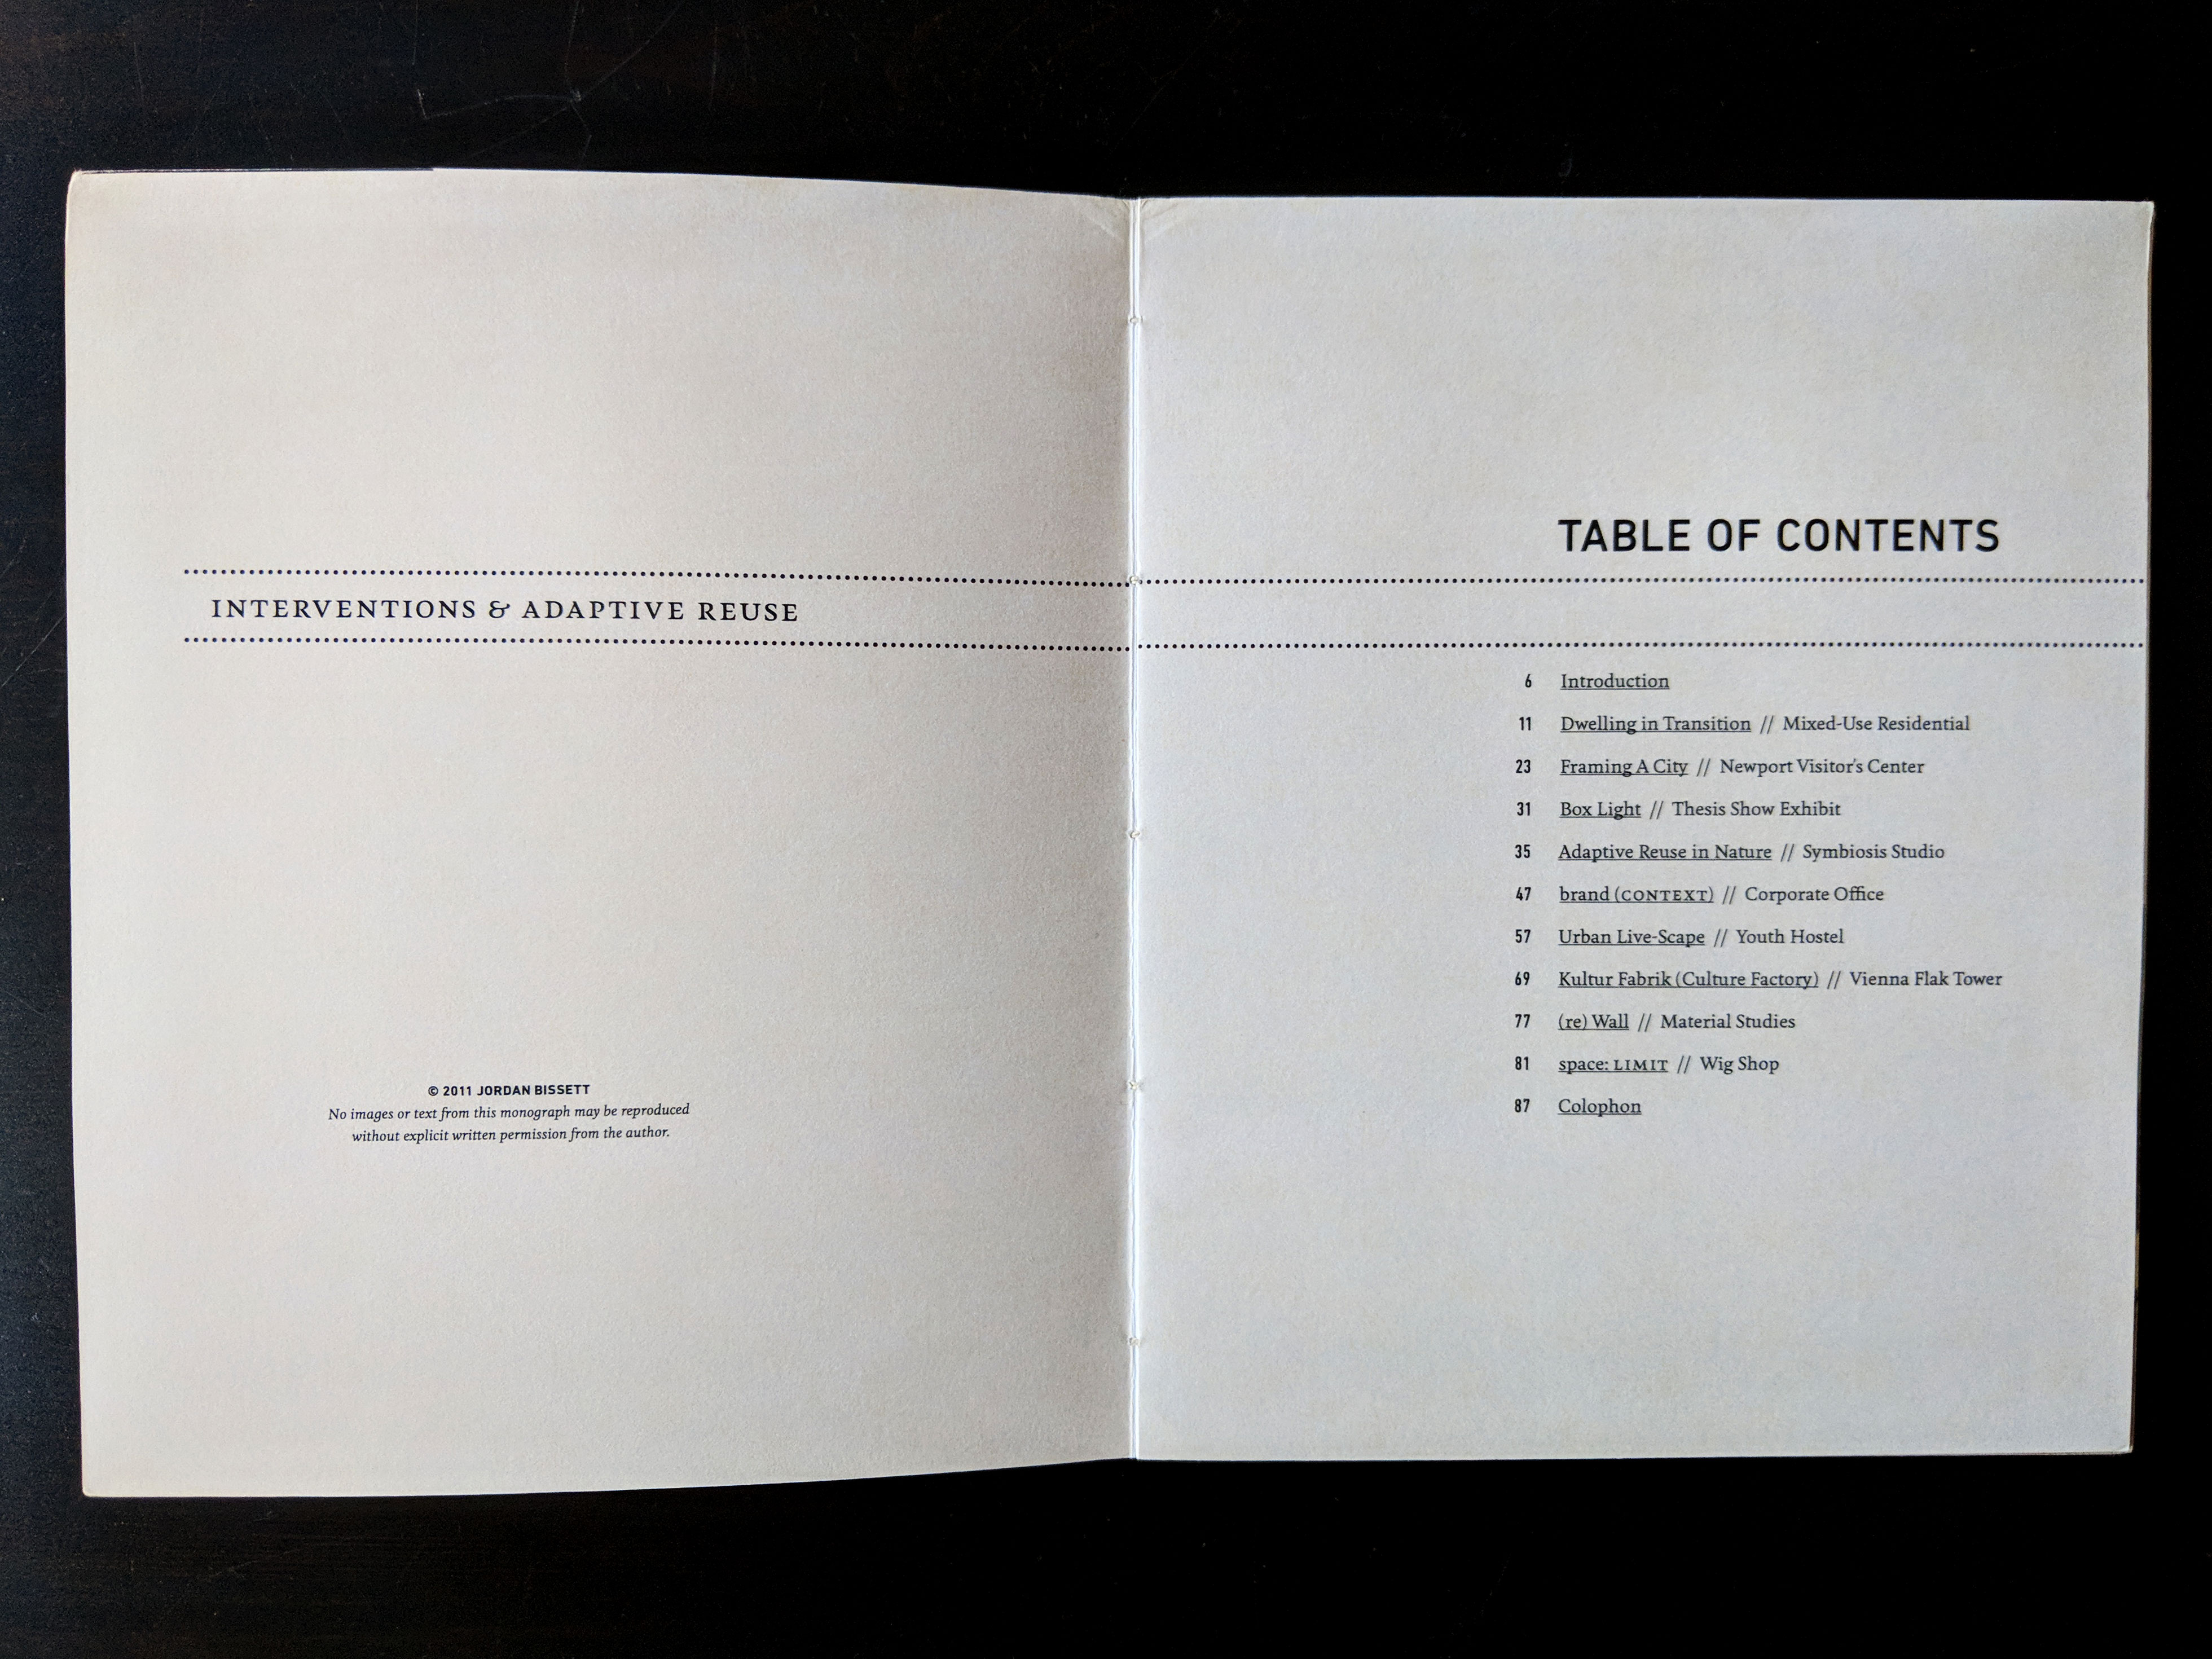 INTERVENTIONS & ADAPTIVE REUSE
© 2011 JORDAN BISSETT
No images or text from this monograph may be reproduced
without explicit written permission from the author.
TABLE OF CONTENTS
6 Introduction
11 Dwelling in Transition // Mixed-Use Residential
23 Framing A City // Newport Visitor's Center
31 Box Light // Thesis Show Exhibit
35 Adaptive Reuse in Nature // Symbiosis Studio
47 brand (CONTEXT) // Corporate Office
57 Urban Live-Scape // Youth Hostel
69 Kultur Fabrik (Culture Factory) // Vienna Flak Tower
77 (re) Wall // Material Studies
81 space: LIMIT // Wig Shop
87 Colophon